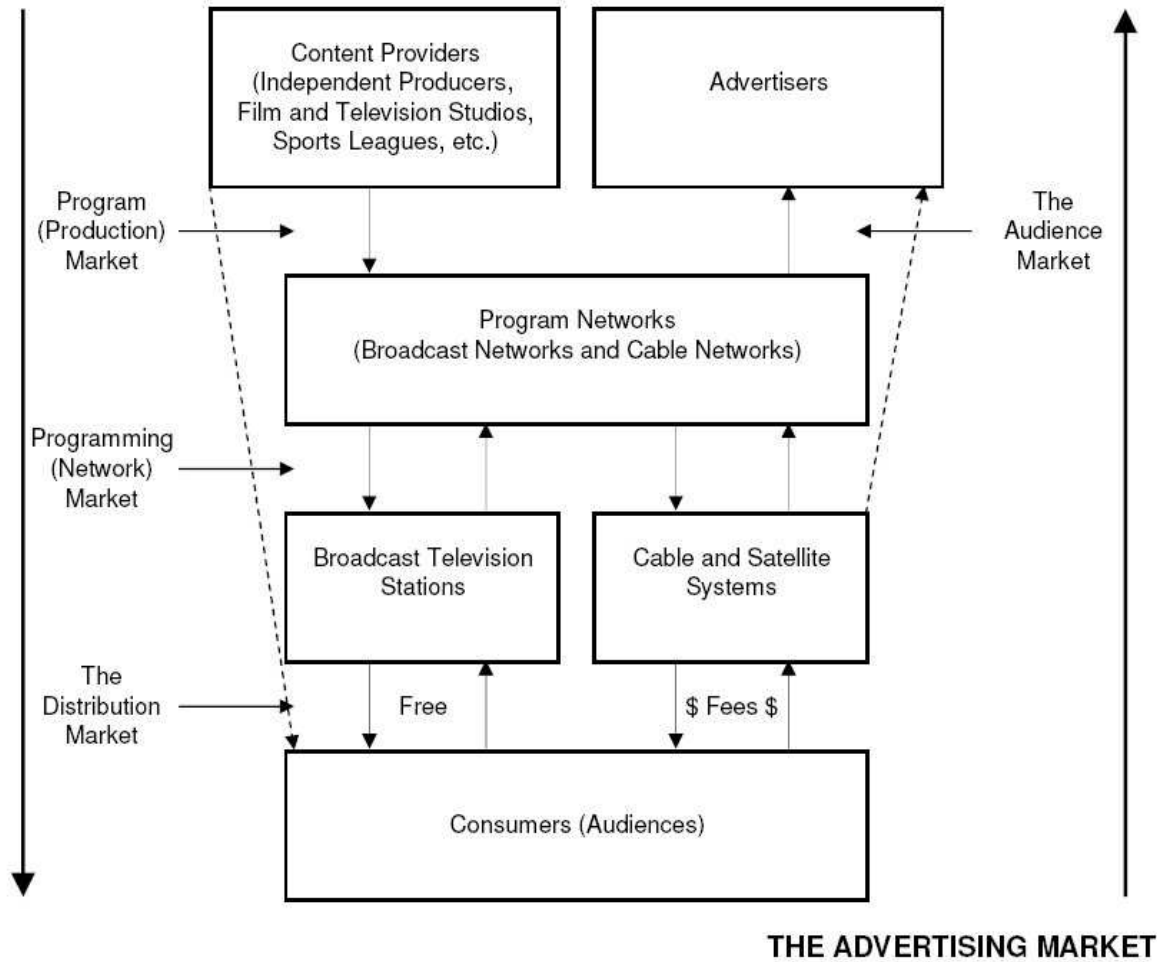 Content Providers
(Independent Producers,
Film and Television Studios,
Sports Leagues, etc.)
Advertisers
Program
(Production)
Market
The
Audience
Market
Program Networks
(Broadcast Networks and Cable Networks)
Programming
(Network)
Market
Broadcast Television
Stations
Cable and Satellite
Systems
The
Distribution
Market
Free
$ Fees $
Consumers (Audiences)
THE ADVERTISING MARKET